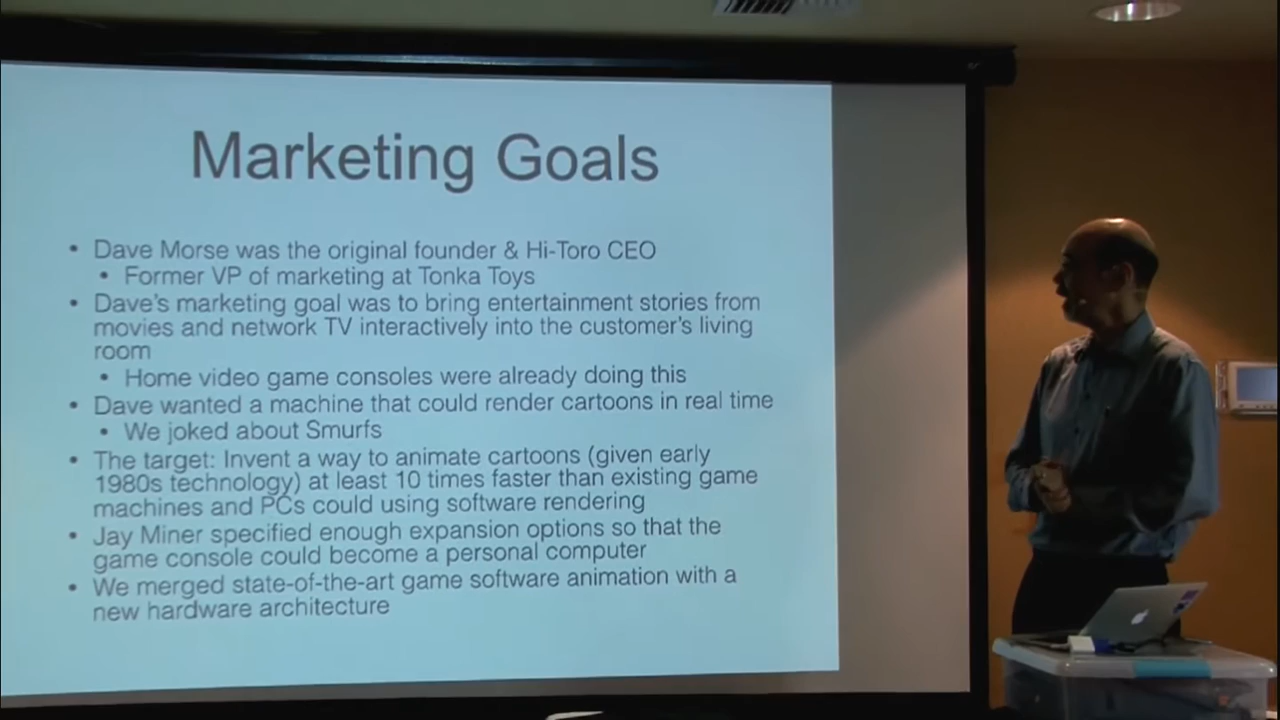 Marketing Goals
• Dave Morse was the original founder & Hi-Toro CEO
• Former VP of marketing at Tonka Toys
• Dave's marketing goal was to bring entertainment stories from
movies and network TV interactively into the customer's living
room
• Home video game consoles were already doing this
• Dave wanted a machine that could render cartoons in real time
• We joked about Smurfs
• The target: Invent a way to animate cartoons (given early
1980s technology) at least 10 times faster than existing game
machines and PCs could using software rendering
• Jay Miner specified enough expansion options so that the
game console could become a personal computer
• We merged state-of-the-art game software animation with a
new hardware architecture